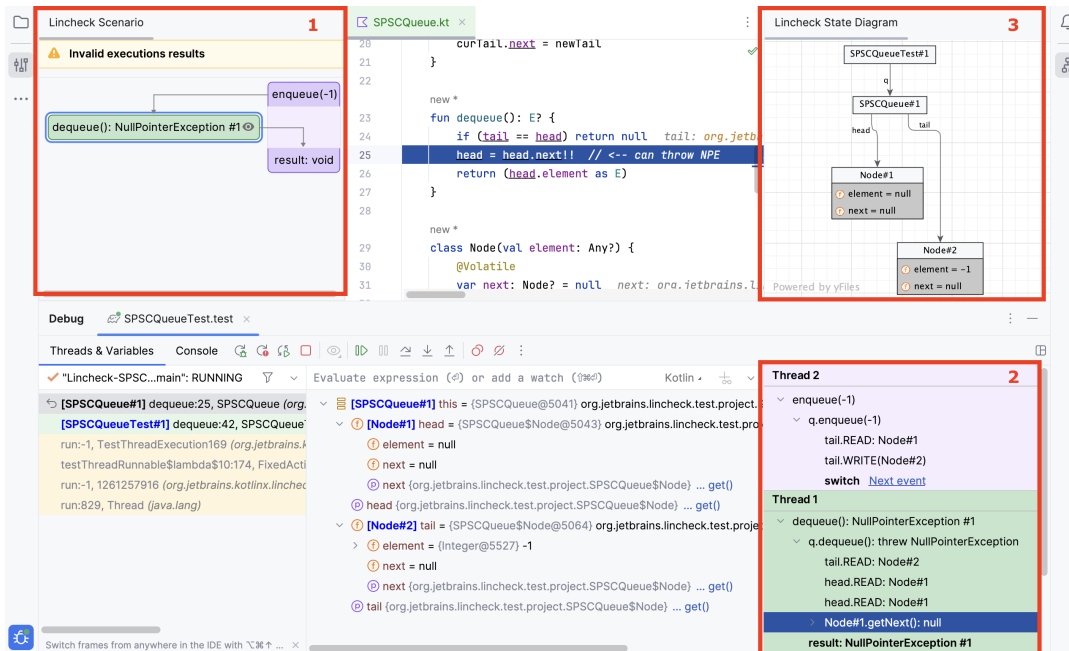 Lincheck Scenario
1
Invalid executions results
enqueue(-1)
dequeue(): NullPointerException #1
result: void
SPSCQueue.kt
20 curTail.next = newTail
21 }
22
new *
23 fun dequeue(): E? {
24 if (tail == head) return null tail: org.jetb
25 head = head.next!! // <-- can throw NPE
26 return (head.element as E)
27 }
28
new *
29 class Node(val element: Any?) {
30 @Volatile
31 var next: Node? = null next: org.jetbrains.l
Lincheck State Diagram
3
SPSCQueueTest#1
q
SPSCQueue#1
head
tail
Node#1
element = null
next = null
Node#2
element = -1
next = null
Powered by yFiles
Debug
SPSCQueueTest.test
Threads & Variables
Console
"Lincheck-SPSC...main": RUNNING
Evaluate expression (⏎) or add a watch (⇧⌘⏎)
Kotlin
[SPSCQueue#1] dequeue:25, SPSCQueue (org.
[SPSCQueueTest#1] dequeue:42, SPSCQueueT
run:-1, TestThreadExecution169 (org.jetbrains.k
testThreadRunnable$lambda$10:174, FixedActi
run:-1, 1261257916 (org.jetbrains.kotlinx.linchec
run:829, Thread (java.lang)
[SPSCQueue#1] this = {SPSCQueue@5041} org.jetbrains.lincheck.test.project.S
[Node#1] head = {SPSCQueue$Node@5043} org.jetbrains.lincheck.test.pro
element = null
next = null
next {org.jetbrains.lincheck.test.project.SPSCQueue$Node} ... get()
head {org.jetbrains.lincheck.test.project.SPSCQueue$Node} ... get()
[Node#2] tail = {SPSCQueue$Node@5064} org.jetbrains.lincheck.test.proje
element = {Integer@5527} -1
next = null
next {org.jetbrains.lincheck.test.project.SPSCQueue$Node} ... get()
tail {org.jetbrains.lincheck.test.project.SPSCQueue$Node} ... get()
Switch frames from anywhere in the IDE with ⌥⌘↑ ...
Thread 2
2
enqueue(-1)
q.enqueue(-1)
tail.READ: Node#1
tail.WRITE(Node#2)
switch Next event
Thread 1
dequeue(): NullPointerException #1
q.dequeue(): threw NullPointerException
tail.READ: Node#2
head.READ: Node#1
head.READ: Node#1
Node#1.getNext(): null
result: NullPointerException #1